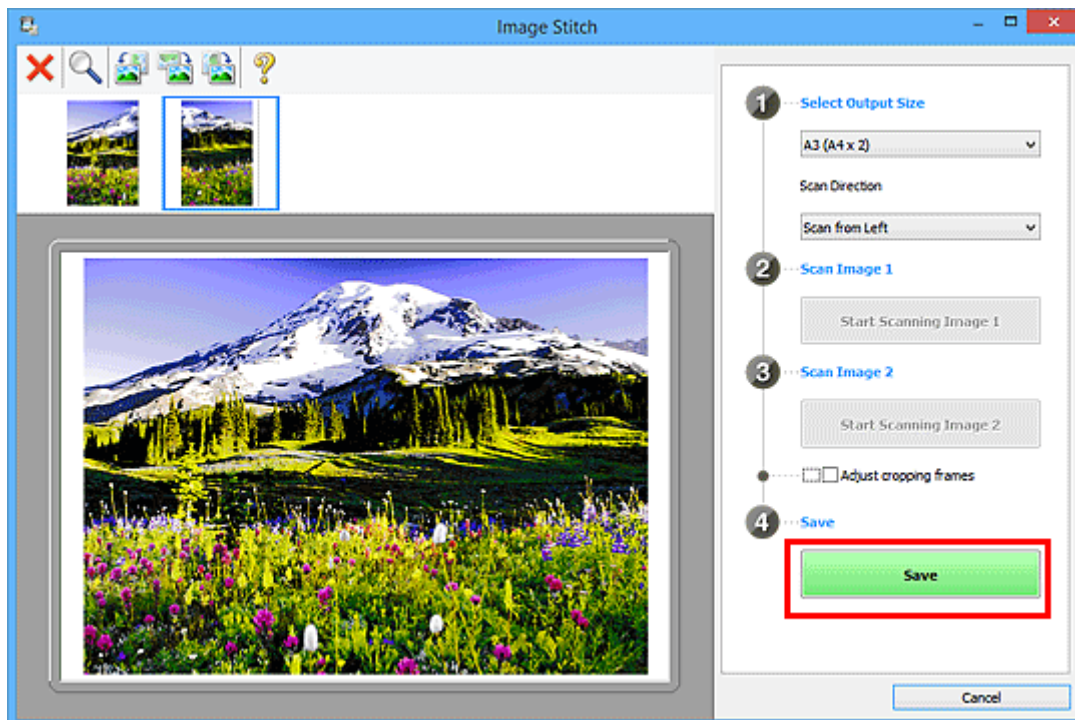 Image Stitch
1
Select Output Size
A3 (A4 x 2)
Scan Direction
Scan from Left
2
Scan Image 1
Start Scanning Image 1
3
Scan Image 2
Start Scanning Image 2
Adjust cropping frames
4
Save
Save
Cancel